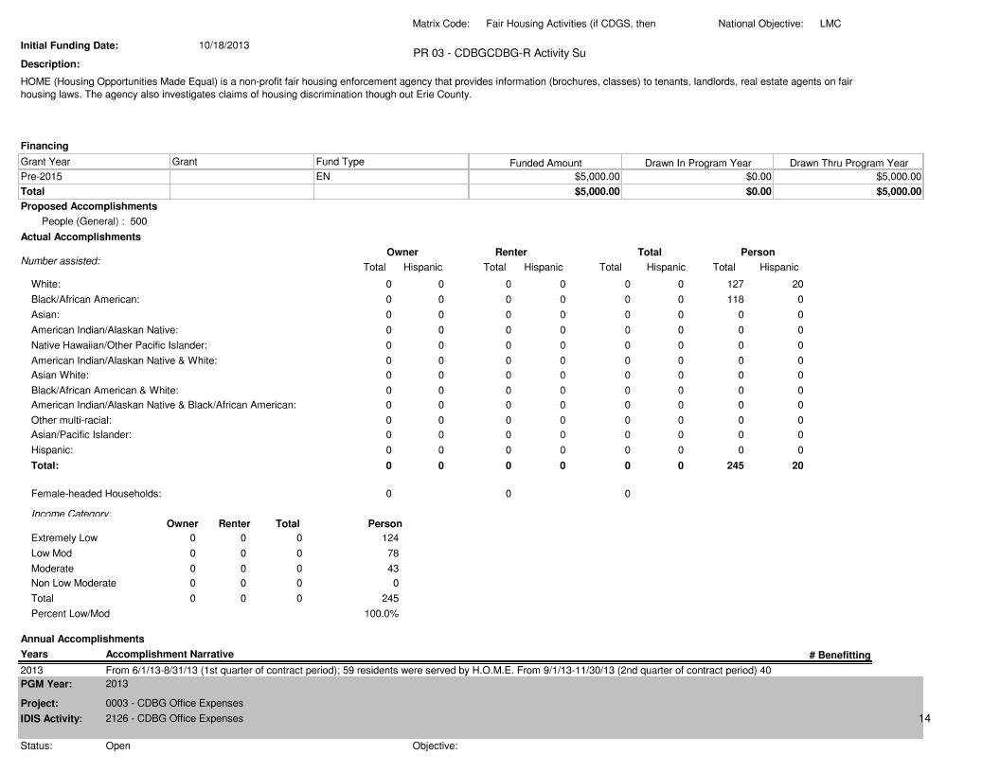 Matrix Code: Fair Housing Activities (if CDGS, then National Objective: LMC
Initial Funding Date: 10/18/2013
PR 03 - CDBGCDBG-R Activity Su
Description:
HOME (Housing Opportunities Made Equal) is a non-profit fair housing enforcement agency that provides information (brochures, classes) to tenants, landlords, real estate agents on fair
housing laws. The agency also investigates claims of housing discrimination though out Erie County.
Financing
Grant Year Grant Fund Type Funded Amount Drawn In Program Year Drawn Thru Program Year
Pre-2015 EN $5,000.00 $0.00 $5,000.00
Total $5,000.00 $0.00 $5,000.00
Proposed Accomplishments
People (General) : 500
Actual Accomplishments
Number assisted: Owner Renter Total Person
Total Hispanic Total Hispanic Total Hispanic Total Hispanic
White: 0 0 0 0 0 0 127 20
Black/African American: 0 0 0 0 0 0 118 0
Asian: 0 0 0 0 0 0 0 0
American Indian/Alaskan Native: 0 0 0 0 0 0 0 0
Native Hawaiian/Other Pacific Islander: 0 0 0 0 0 0 0 0
American Indian/Alaskan Native & White: 0 0 0 0 0 0 0 0
Asian White: 0 0 0 0 0 0 0 0
Black/African American & White: 0 0 0 0 0 0 0 0
American Indian/Alaskan Native & Black/African American: 0 0 0 0 0 0 0 0
Other multi-racial: 0 0 0 0 0 0 0 0
Asian/Pacific Islander: 0 0 0 0 0 0 0 0
Hispanic: 0 0 0 0 0 0 0 0
Total: 0 0 0 0 0 0 245 20
Female-headed Households: 0 0 0
Income Category:
Owner Renter Total Person
Extremely Low 0 0 0 124
Low Mod 0 0 0 78
Moderate 0 0 0 43
Non Low Moderate 0 0 0 0
Total 0 0 0 245
Percent Low/Mod 100.0%
Annual Accomplishments
Years Accomplishment Narrative # Benefitting
2013 From 6/1/13-8/31/13 (1st quarter of contract period); 59 residents were served by H.O.M.E. From 9/1/13-11/30/13 (2nd quarter of contract period) 40
PGM Year: 2013
Project: 0003 - CDBG Office Expenses
IDIS Activity: 2126 - CDBG Office Expenses 14
Status: Open Objective: